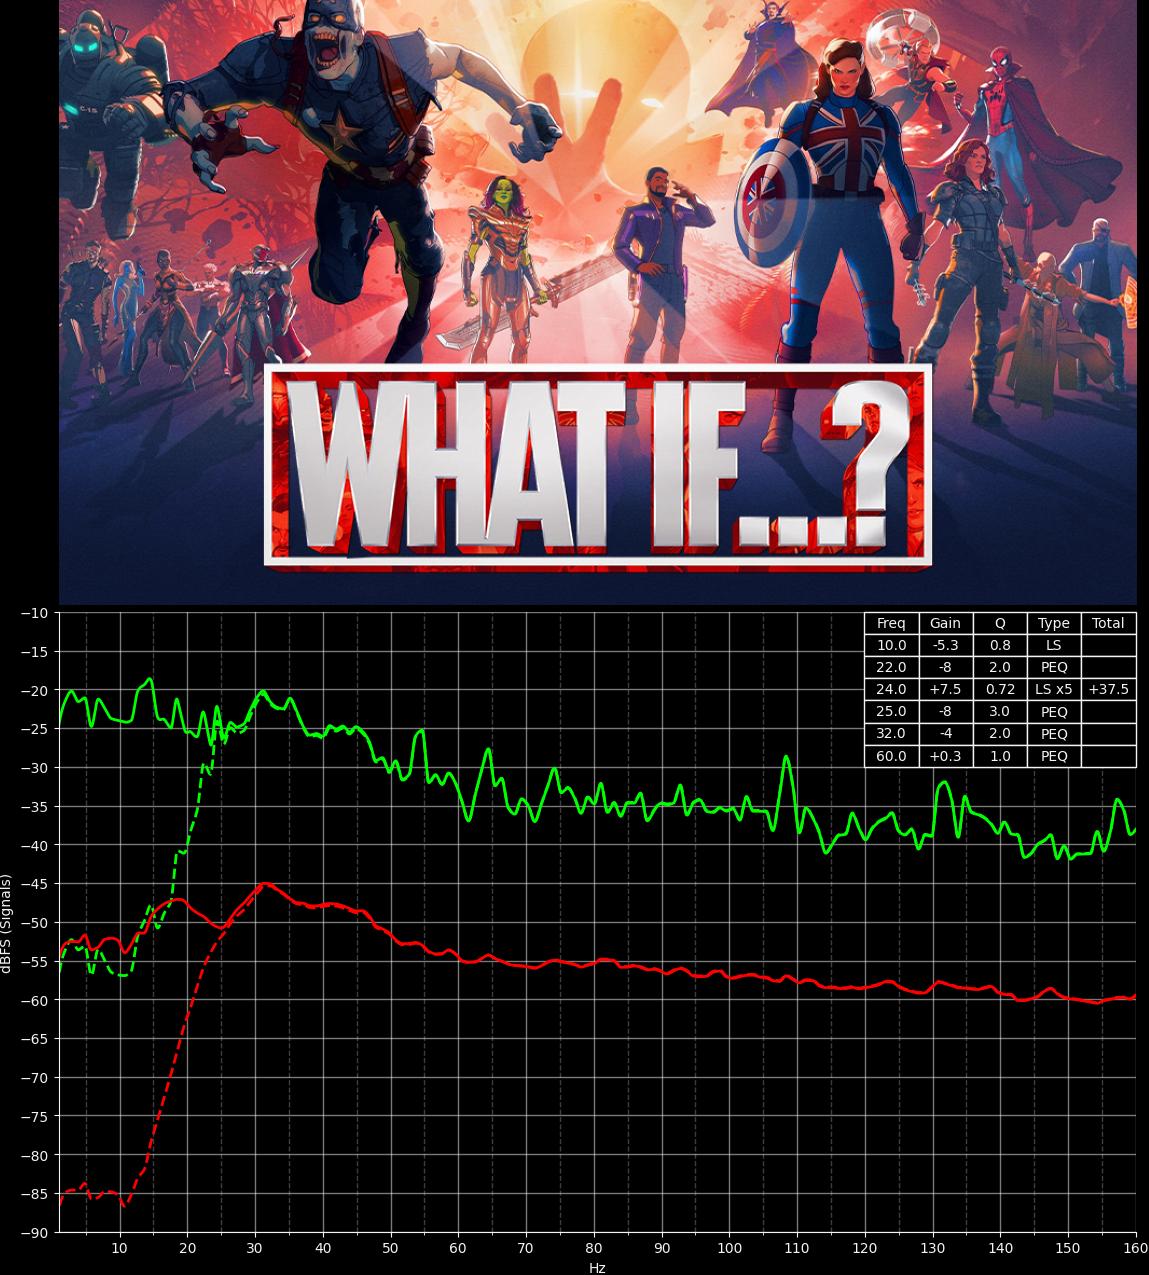 C-15
WHAT IF...?
Freq Gain Q Type Total
10.0 -5.3 0.8 LS
22.0 -8 2.0 PEQ
24.0 +7.5 0.72 LS x5 +37.5
25.0 -8 3.0 PEQ
32.0 -4 2.0 PEQ
60.0 +0.3 1.0 PEQ
−10
−15
−20
−25
−30
−35
−40
−45
−50
−55
−60
−65
−70
−75
−80
−85
−90
dBFS (Signals)
10 20 30 40 50 60 70 80 90 100 110 120 130 140 150 160
Hz